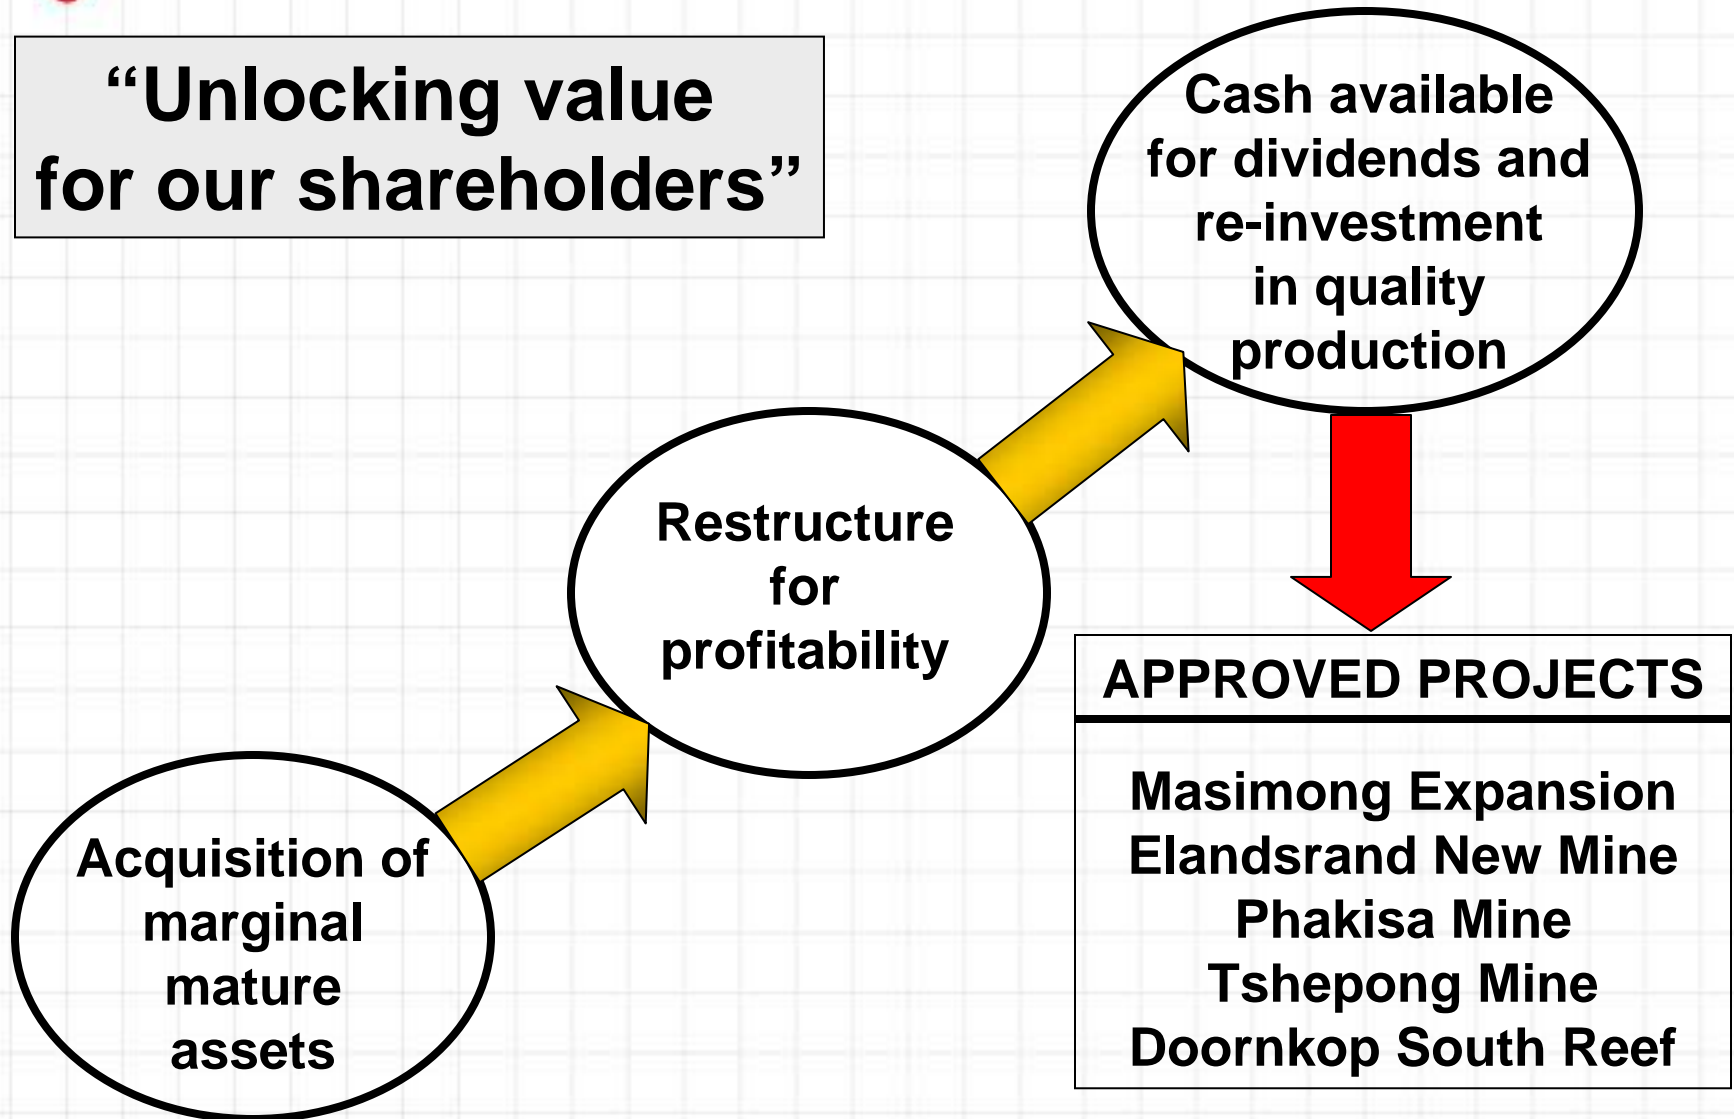 “Unlocking value
for our shareholders”
Cash available
for dividends and
re-investment
in quality
production
Restructure
for
profitability
Acquisition of
marginal
mature
assets
APPROVED PROJECTS
Masimong Expansion
Elandsrand New Mine
Phakisa Mine
Tshepong Mine
Doornkop South Reef